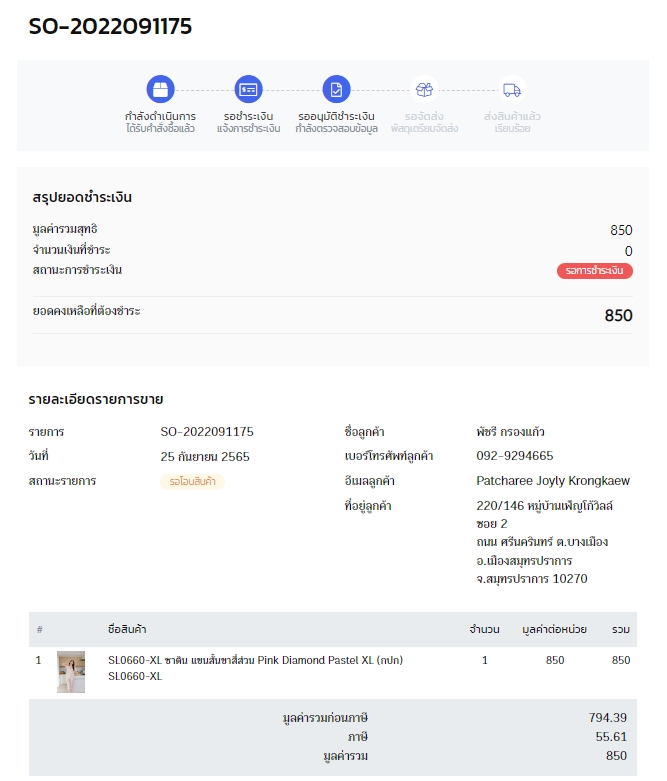 SO-2022091175
กำลังดำเนินการ
ได้รับคำสั่งซื้อแล้ว
รอชำระเงิน
แจ้งการชำระเงิน
รออนุมัติชำระเงิน
กำลังตรวจสอบข้อมูล
รอจัดส่ง
พัสดุเตรียมจัดส่ง
ส่งสินค้าแล้ว
เรียบร้อย
สรุปยอดชำระเงิน
มูลค่ารวมสุทธิ 850
จำนวนเงินที่ชำระ 0
สถานะการชำระเงิน รอการชำระเงิน
ยอดคงเหลือที่ต้องชำระ 850
รายละเอียดรายการขาย
รายการ SO-2022091175
วันที่ 25 กันยายน 2565
สถานะรายการ รอโอนสินค้า
ชื่อลูกค้า พัชรี กรองแก้ว
เบอร์โทรศัพท์ลูกค้า 092-9294665
อีเมลลูกค้า Patcharee Joyly Krongkaew
ที่อยู่ลูกค้า 220/146 หมู่บ้านเพ็ญโก้วิลล์
ซอย 2
ถนน ศรีนครินทร์ ต.บางเมือง
อ.เมืองสมุทรปราการ
จ.สมุทรปราการ 10270
# ชื่อสินค้า จำนวน มูลค่าต่อหน่วย รวม
1 SL0660-XL ซาติน แขนสั้นขาสี่ส่วน Pink Diamond Pastel XL (กปก) 1 850 850
SL0660-XL
มูลค่ารวมก่อนภาษี 794.39
ภาษี 55.61
มูลค่ารวม 850